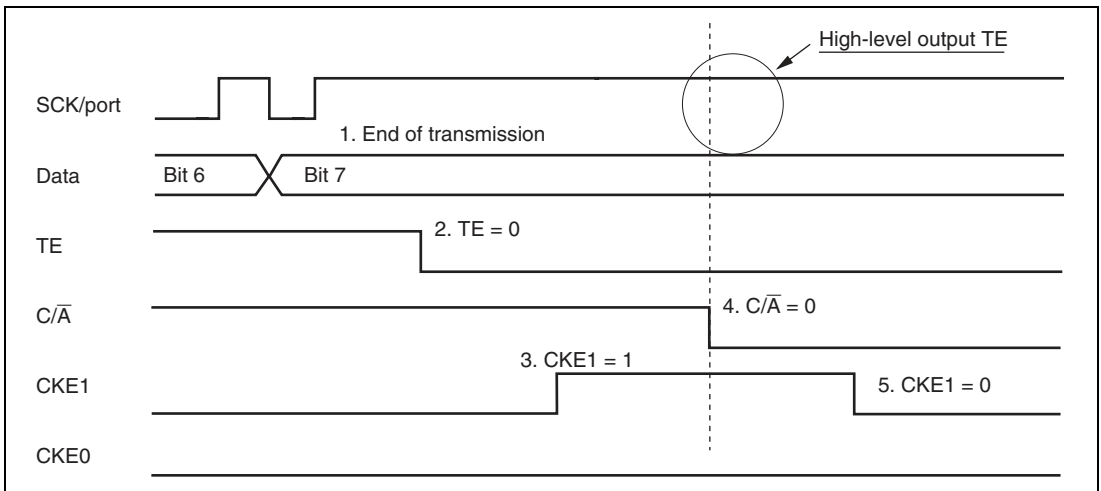 High-level output TE
SCK/port
1. End of transmission
Data
Bit 6
Bit 7
TE
2. TE = 0
C/A̅
4. C/A̅ = 0
3. CKE1 = 1
CKE1
5. CKE1 = 0
CKE0